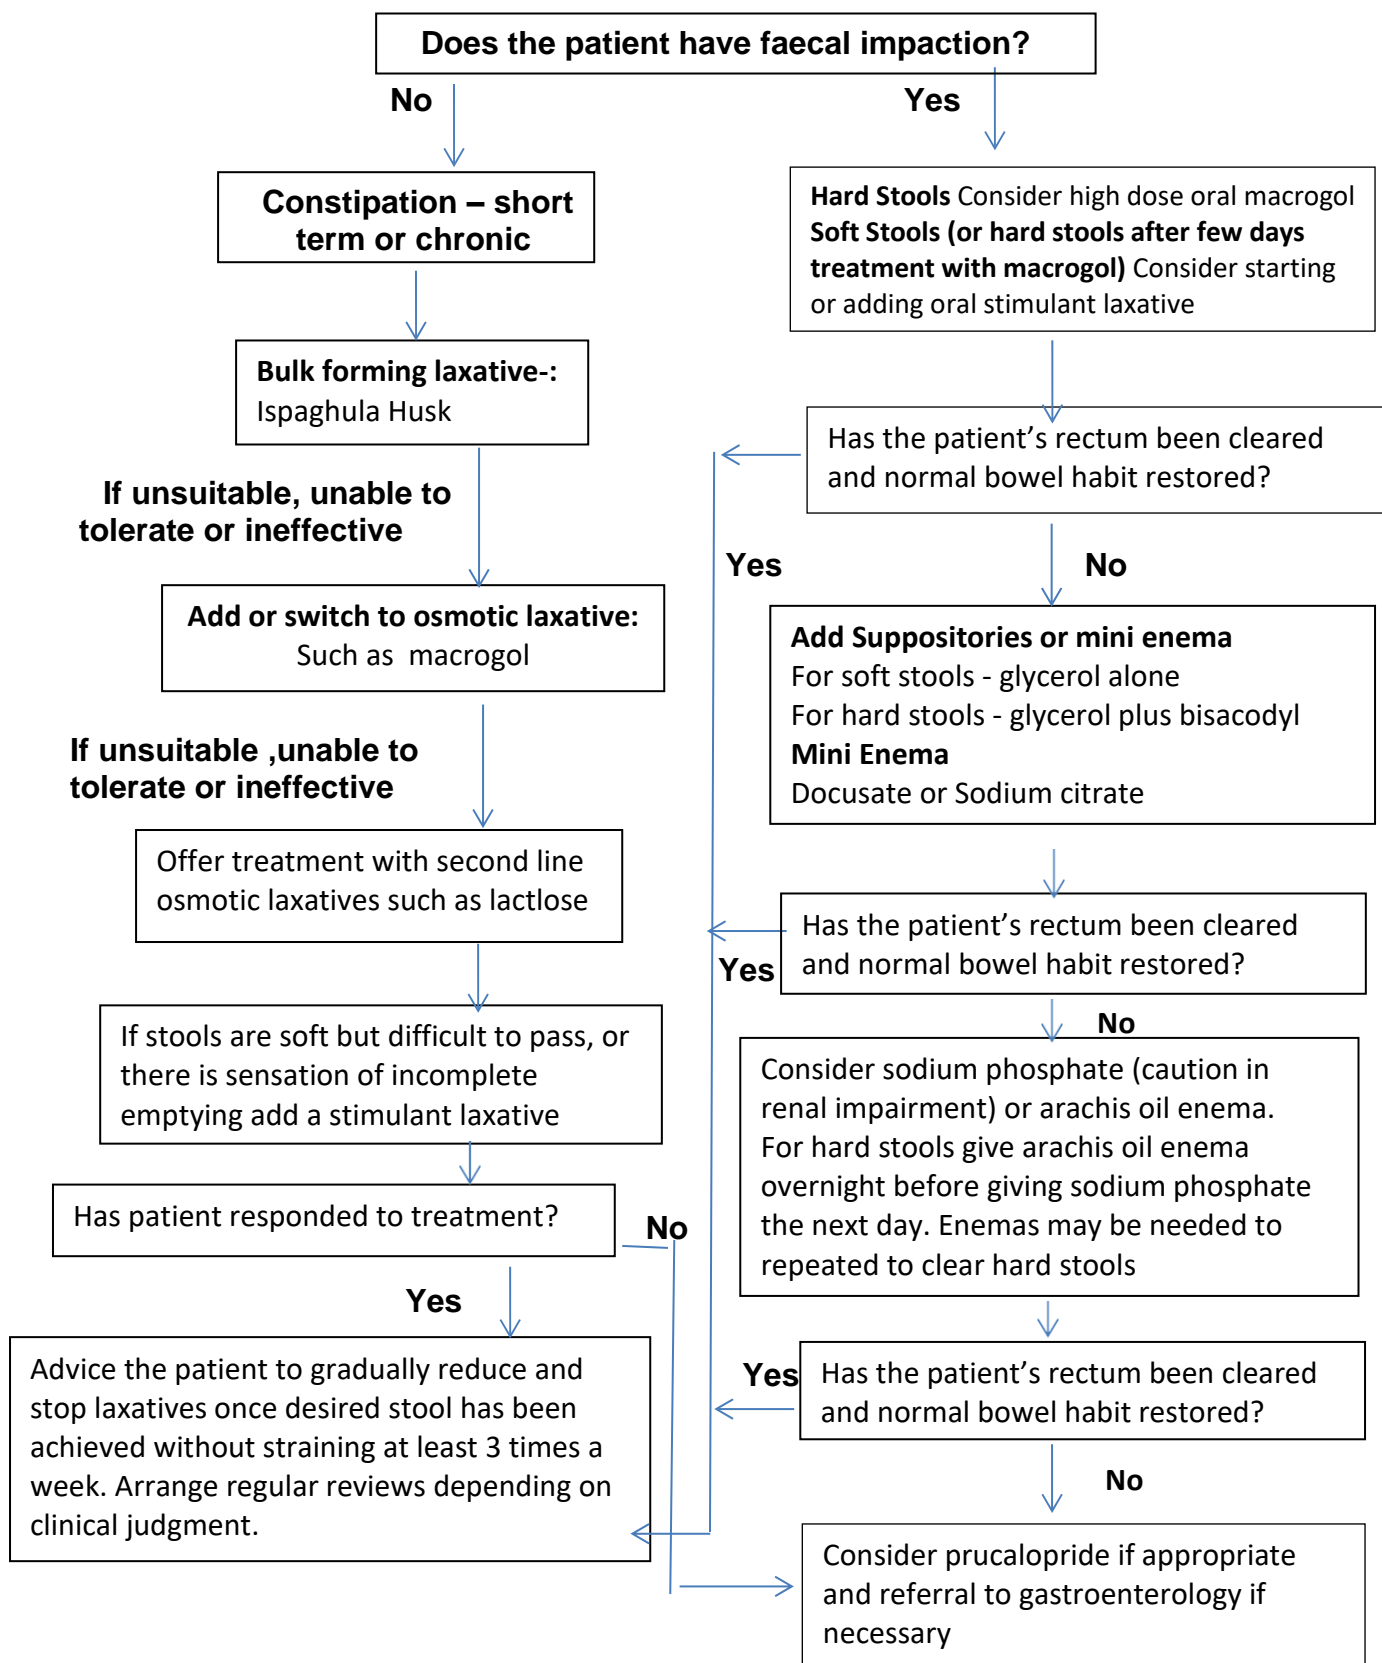 Does the patient have faecal impaction?
No
Yes
Constipation – short
term or chronic
Bulk forming laxative-:
Ispaghula Husk
If unsuitable, unable to
tolerate or ineffective
Add or switch to osmotic laxative:
Such as macrogol
If unsuitable ,unable to
tolerate or ineffective
Offer treatment with second line
osmotic laxatives such as lactlose
If stools are soft but difficult to pass, or
there is sensation of incomplete
emptying add a stimulant laxative
Has patient responded to treatment?
No
Yes
Advice the patient to gradually reduce and
stop laxatives once desired stool has been
achieved without straining at least 3 times a
week. Arrange regular reviews depending on
clinical judgment.
Hard Stools Consider high dose oral macrogol
Soft Stools (or hard stools after few days
treatment with macrogol) Consider starting
or adding oral stimulant laxative
Has the patient’s rectum been cleared
and normal bowel habit restored?
Yes
No
Add Suppositories or mini enema
For soft stools - glycerol alone
For hard stools - glycerol plus bisacodyl
Mini Enema
Docusate or Sodium citrate
Has the patient’s rectum been cleared
and normal bowel habit restored?
Yes
No
Consider sodium phosphate (caution in
renal impairment) or arachis oil enema.
For hard stools give arachis oil enema
overnight before giving sodium phosphate
the next day. Enemas may be needed to
repeated to clear hard stools
Yes
Has the patient’s rectum been cleared
and normal bowel habit restored?
No
Consider prucalopride if appropriate
and referral to gastroenterology if
necessary